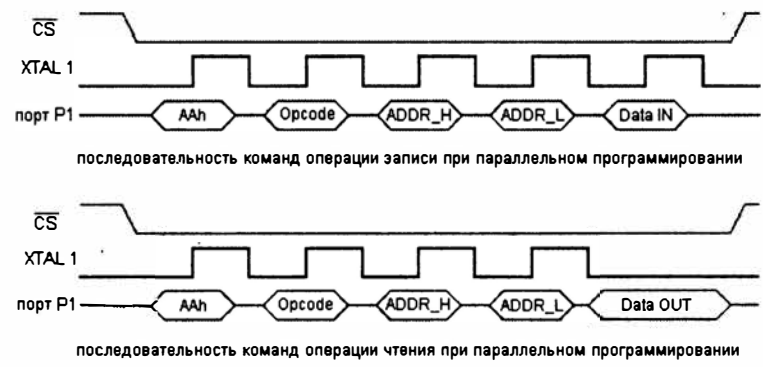 CS
XTAL 1
порт P1 AAh Opcode ADDR_H ADDR_L Data IN
последовательность команд операции записи при параллельном программировании
CS
XTAL 1
порт P1 AAh Opcode ADDR_H ADDR_L Data OUT
последовательность команд операции чтения при параллельном программировании